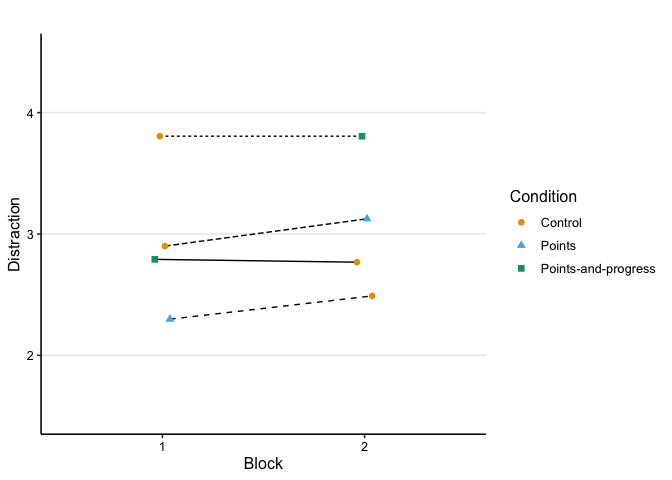 4
3
2
Distraction
1
2
Block
Condition
Control
Points
Points-and-progress